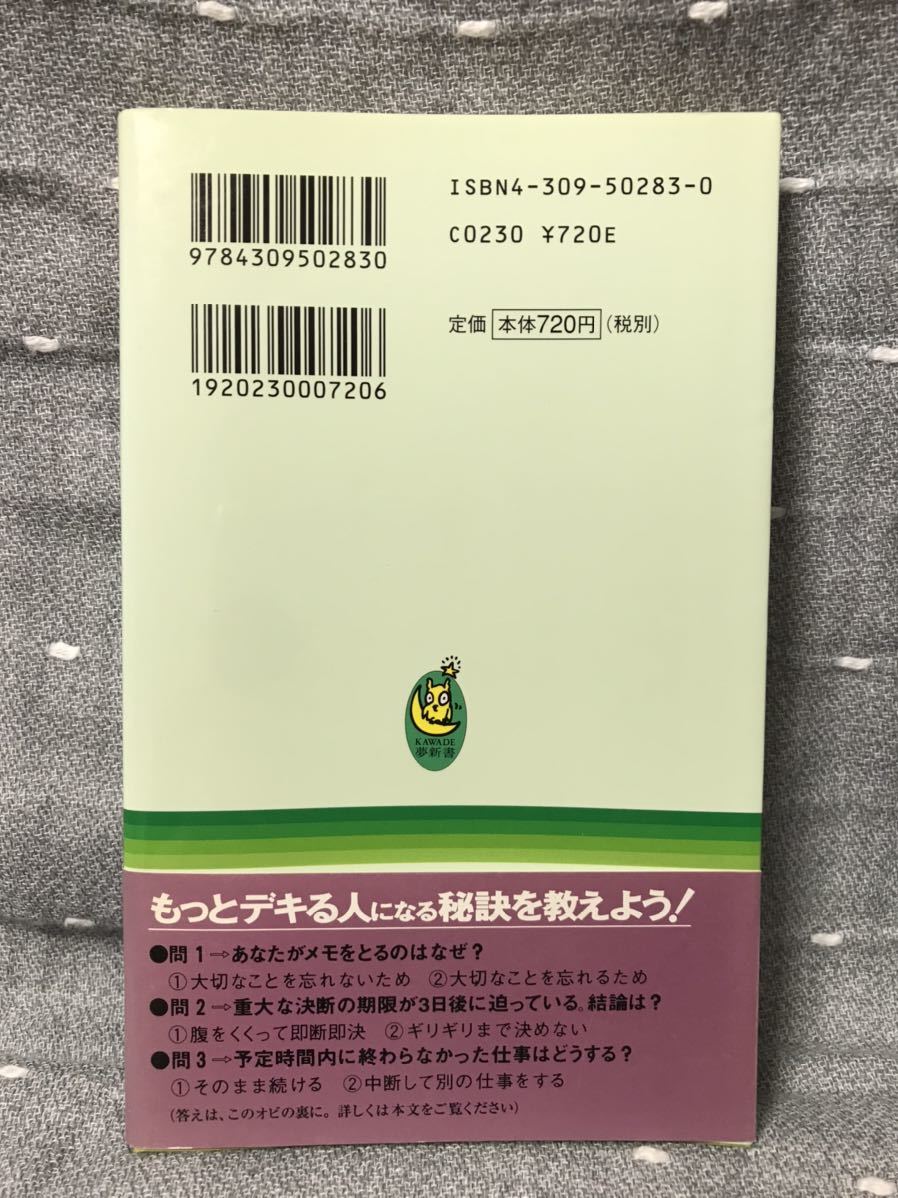 ISBN4-309-50283-0
C0230 ¥720E
9784309502830
定価 本体720円(税別)
1920230007206
KAWADE
夢新書
もっとデキる人になる秘訣を教えよう!
●問1⇨あなたがメモをとるのはなぜ?
①大切なことを忘れないため ②大切なことを忘れるため
●問2⇨重大な決断の期限が3日後に迫っている。結論は?
①腹をくくって即断即決 ②ギリギリまで決めない
●問3⇨予定時間内に終わらなかった仕事はどうする?
①そのまま続ける ②中断して別の仕事をする
(答えは、このオビの裏に。詳しくは本文をご覧ください)